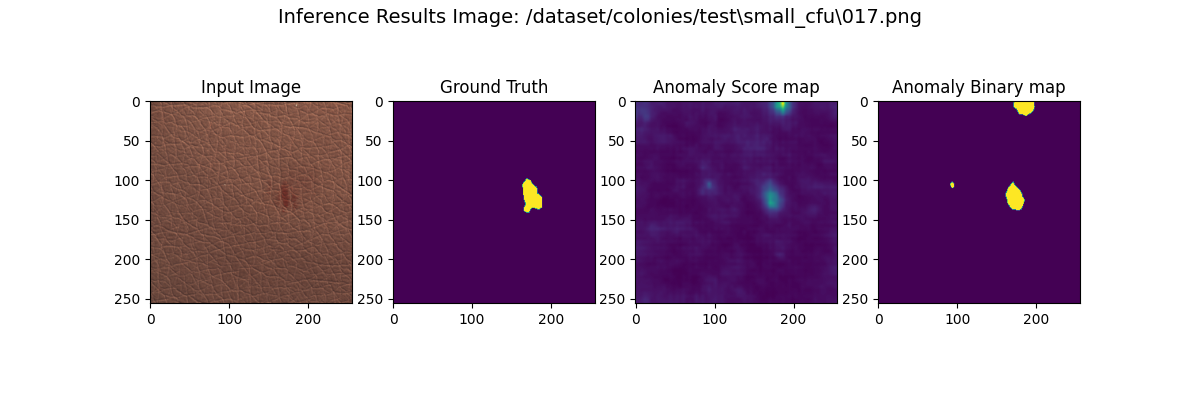 Inference Results Image: /dataset/colonies/test\small_cfu\017.png
Input Image
0
50
100
150
200
250
0 100 200
Ground Truth
0
50
100
150
200
250
0 100 200
Anomaly Score map
0
50
100
150
200
250
0 100 200
Anomaly Binary map
0
50
100
150
200
250
0 100 200